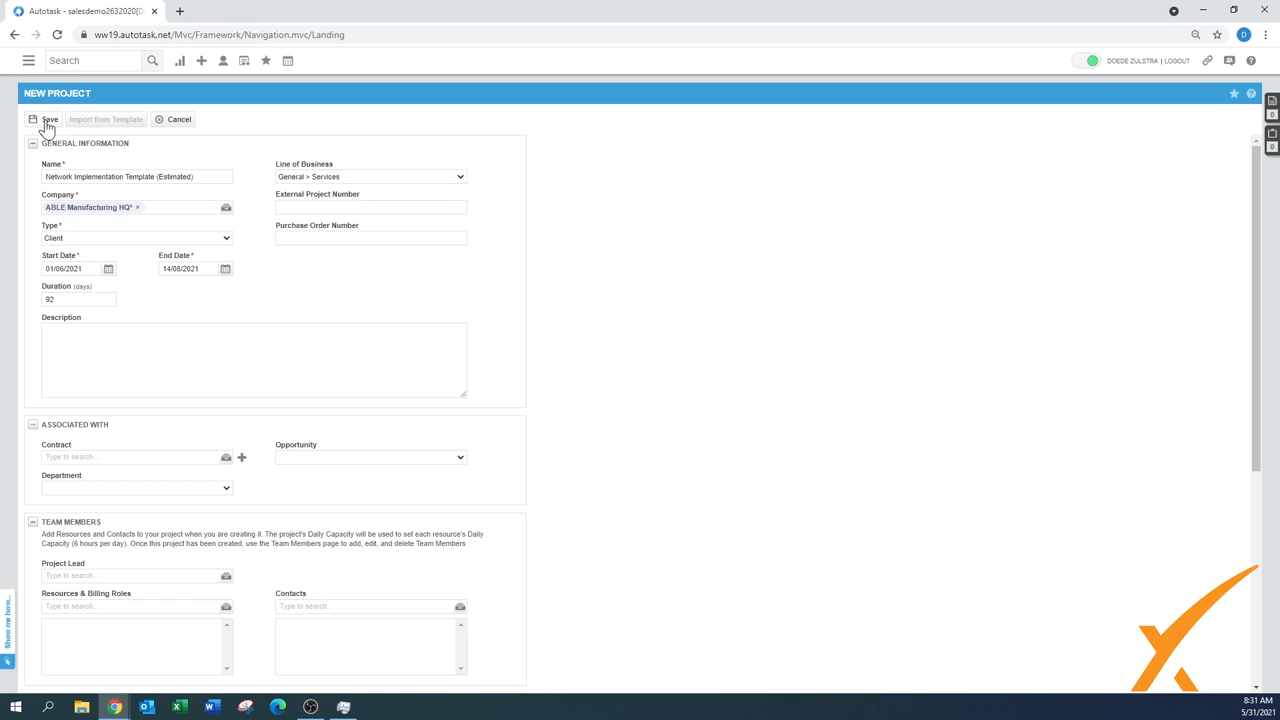 Autotask - salesdemo2632020[D
ww19.autotask.net/Mvc/Framework/Navigation.mvc/Landing
D
Search
DOEDE ZIJLSTRA | LOGOUT
NEW PROJECT
0
Save
Import from Template
Cancel
0
GENERAL INFORMATION
Name*
Line of Business
Network Implementation Template (Estimated)
General > Services
Company*
External Project Number
ABLE Manufacturing HQ* ×
Type*
Purchase Order Number
Client
Start Date*
End Date*
01/06/2021
14/08/2021
Duration (days)
92
Description
ASSOCIATED WITH
Contract
Opportunity
Type to search...
Department
TEAM MEMBERS
Add Resources and Contacts to your project when you are creating it. The project's Daily Capacity will be used to set each resource's Daily
Capacity (6 hours per day). Once this project has been created, use the Team Members page to add, edit, and delete Team Members
Project Lead
Type to search...
Resources & Billing Roles
Contacts
Type to search...
Type to search...
Show me how...
8:31 AM
5/31/2021